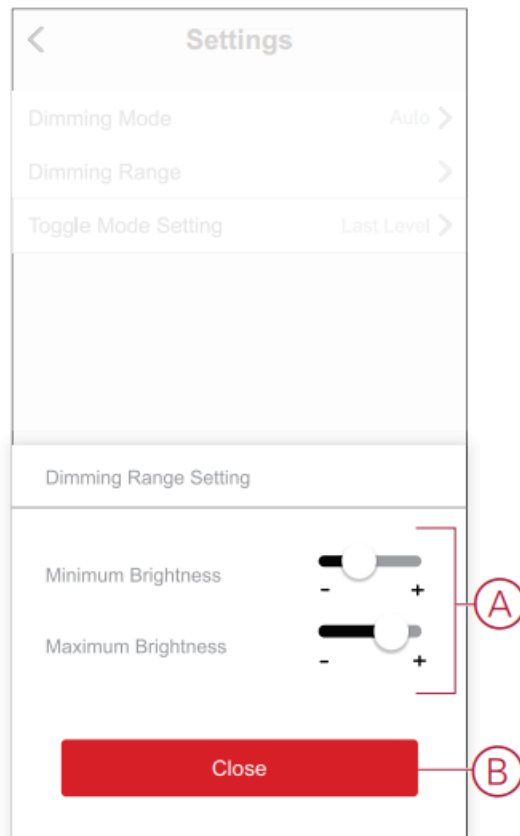 Settings
Dimming Mode Auto
Dimming Range
Toggle Mode Setting Last Level
Dimming Range Setting
Minimum Brightness
- +
A
Maximum Brightness
- +
Close
B